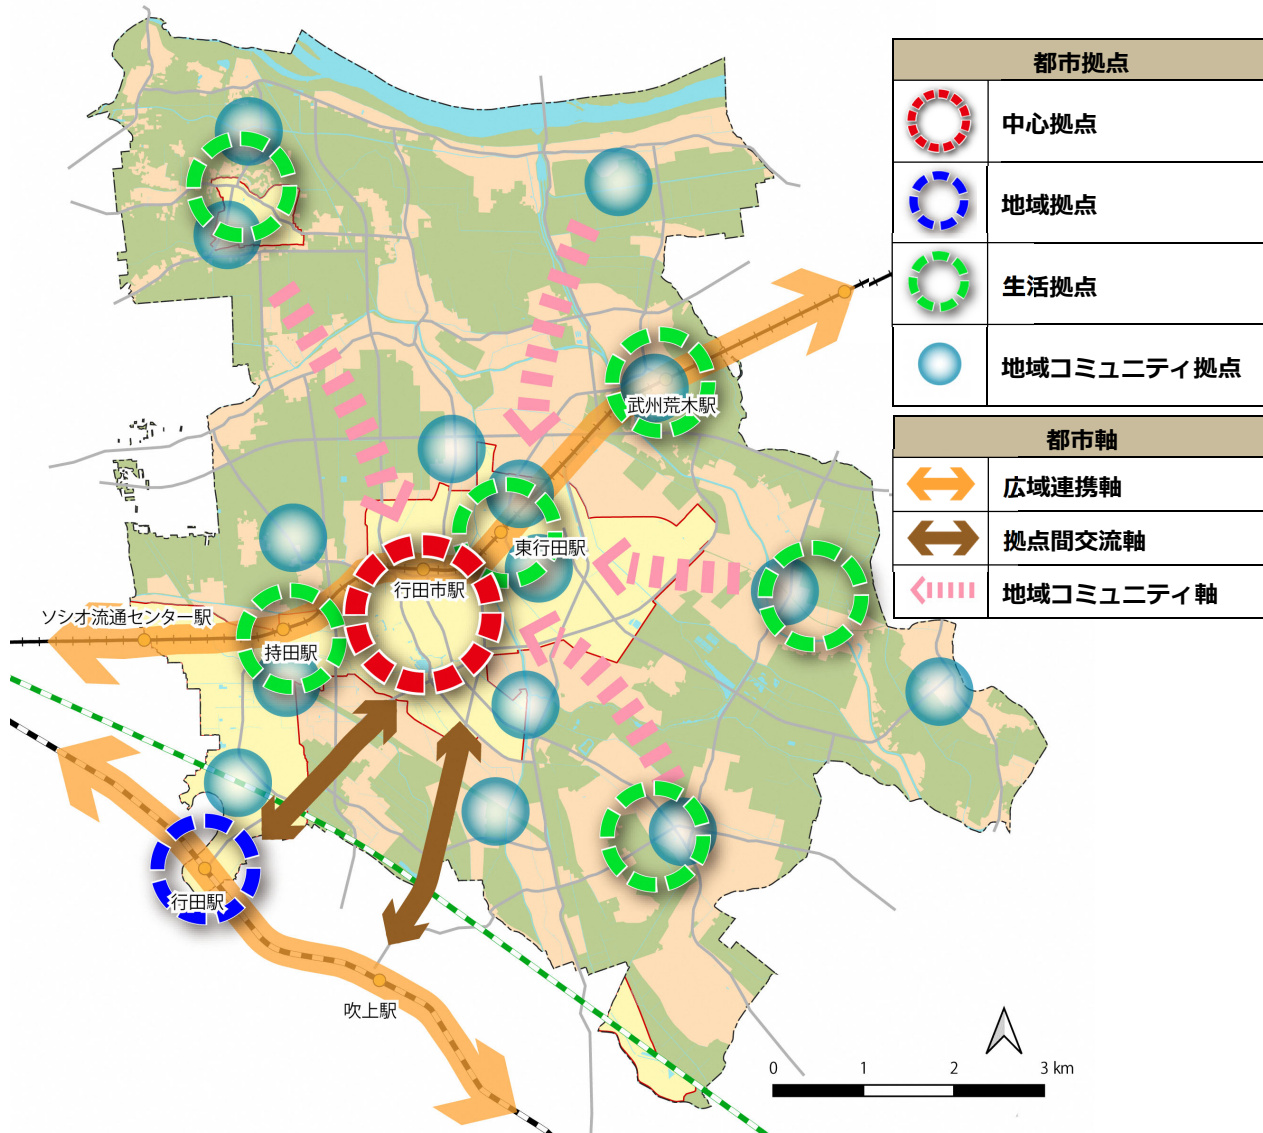 都市拠点
中心拠点
地域拠点
生活拠点
地域コミュニティ拠点
都市軸
広域連携軸
拠点間交流軸
地域コミュニティ軸
武州荒木駅
東行田駅
行田市駅
ソシオ流通センター駅
持田駅
行田駅
吹上駅
0 1 2 3 km